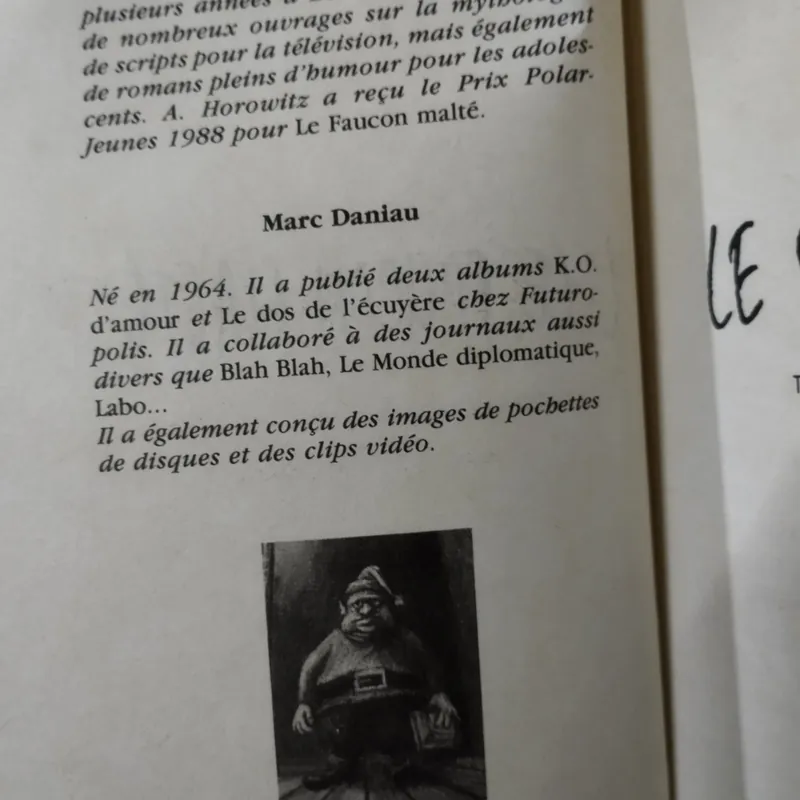 plusieurs années à
de nombreux ouvrages sur la mytholog
de scripts pour la télévision, mais également
de romans pleins d'humour pour les adoles-
cents. A. Horowitz a reçu le Prix Polar-
Jeunes 1988 pour Le Faucon malté.
Marc Daniau
Né en 1964. Il a publié deux albums K.O.
d'amour et Le dos de l'écuyère chez Futuro-
polis. Il a collaboré à des journaux aussi
divers que Blah Blah, Le Monde diplomatique,
Labo...
Il a également conçu des images de pochettes
de disques et des clips vidéo.
LE
T